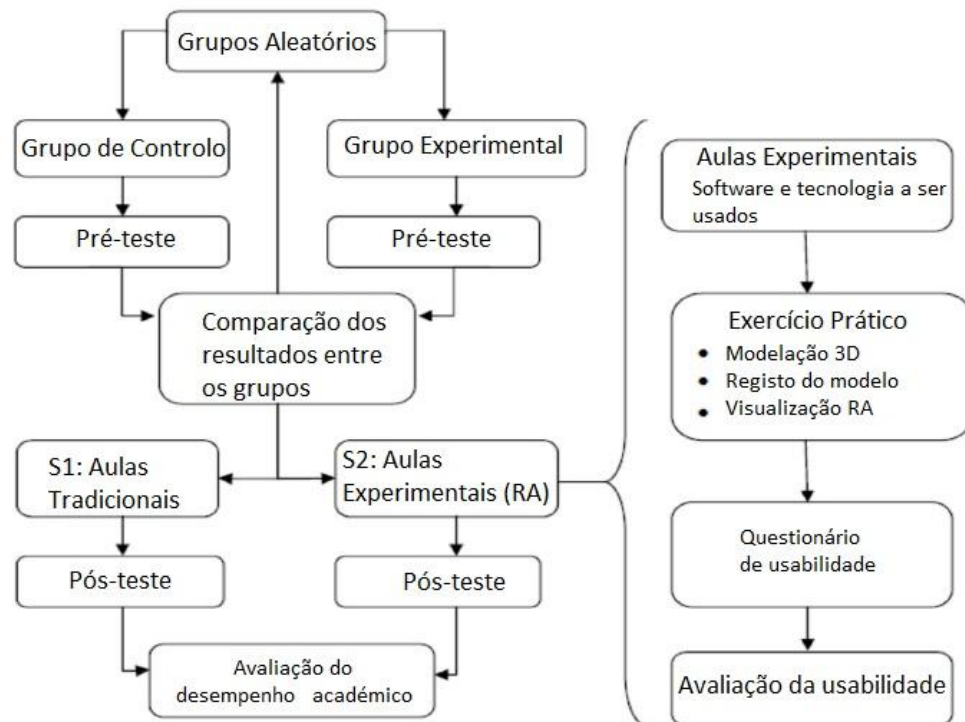 Grupos Aleatórios
Grupo de Controlo
Grupo Experimental
Pré-teste
Pré-teste
Comparação dos
resultados entre
os grupos
S1: Aulas
Tradicionais
S2: Aulas
Experimentais (RA)
Pós-teste
Pós-teste
Avaliação do
desempenho académico
Aulas Experimentais
Software e tecnologia a ser
usados
Exercício Prático
• Modelação 3D
• Registo do modelo
• Visualização RA
Questionário
de usabilidade
Avaliação da usabilidade